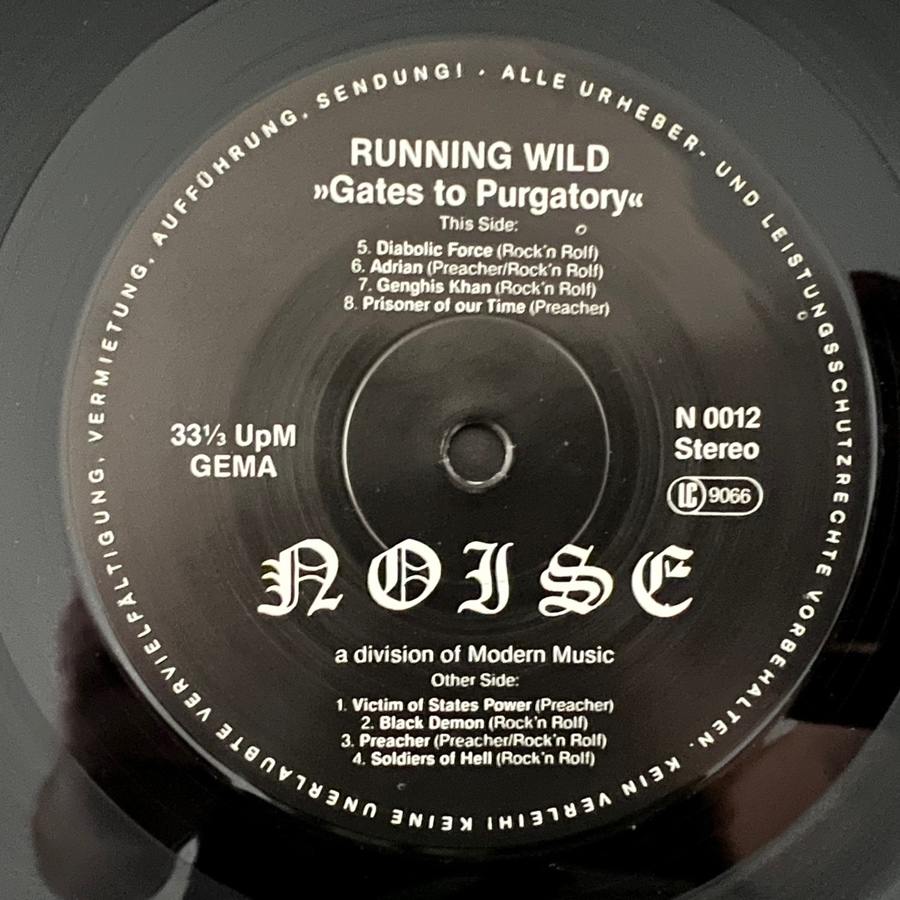 ALLE URHEBER- UND LEISTUNGSSCHUTZRECHTE VORBEHALTEN. KEIN VERLEIH! KEINE UNERLAUBTE VERVIELFÄLTIGUNG, VERMIETUNG, AUFFÜHRUNG, SENDUNG! ·
RUNNING WILD
»Gates to Purgatory«
This Side:
5. Diabolic Force (Rock'n Rolf)
6. Adrian (Preacher/Rock'n Rolf)
7. Genghis Khan (Rock'n Rolf)
8. Prisoner of our Time (Preacher)
33⅓ UpM
GEMA
N 0012
Stereo
LC 9066
NOISE
a division of Modern Music
Other Side:
1. Victim of States Power (Preacher)
2. Black Demon (Rock'n Rolf)
3. Preacher (Preacher/Rock'n Rolf)
4. Soldiers of Hell (Rock'n Rolf)